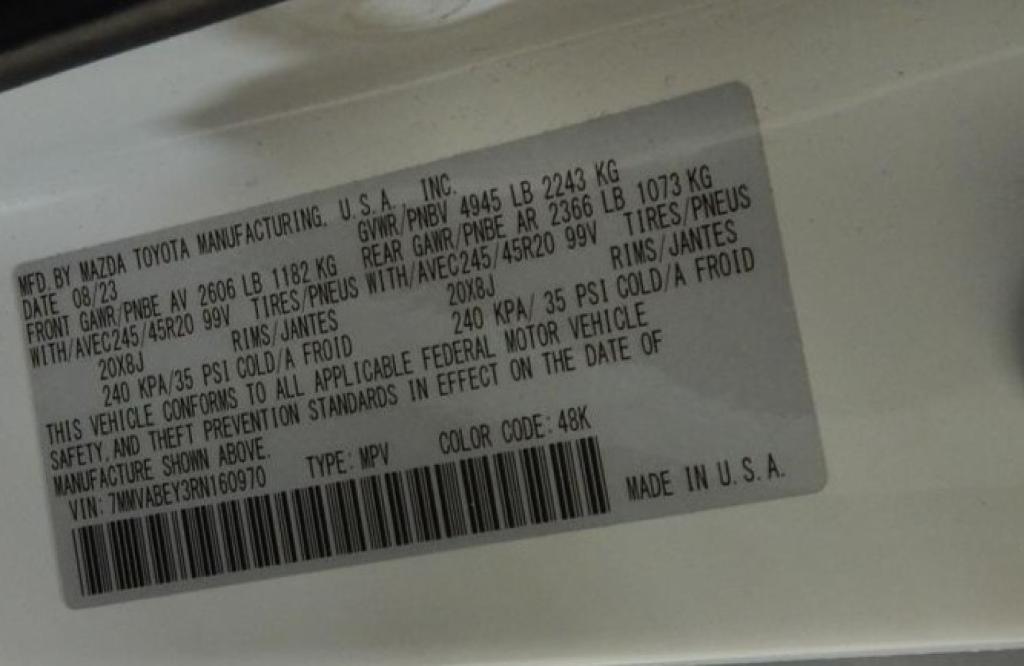 MFD. BY MAZDA TOYOTA MANUFACTURING, U.S.A., INC.
DATE 08/23 GVWR/PNBV 4945 LB 2243 KG
FRONT GAWR/PNBE AV 2606 LB 1182 KG REAR GAWR/PNBE AR 2366 LB 1073 KG
WITH/AVEC245/45R20 99V TIRES/PNEUS WITH/AVEC245/45R20 99V TIRES/PNEUS
20X8J RIMS/JANTES 20X8J RIMS/JANTES
240 KPA/35 PSI COLD/A FROID 240 KPA/ 35 PSI COLD/A FROID
THIS VEHICLE CONFORMS TO ALL APPLICABLE FEDERAL MOTOR VEHICLE
SAFETY, AND THEFT PREVENTION STANDARDS IN EFFECT ON THE DATE OF
MANUFACTURE SHOWN ABOVE.
VIN: 7MMVABEY3RN160970 TYPE: MPV COLOR CODE: 48K
MADE IN U.S.A.